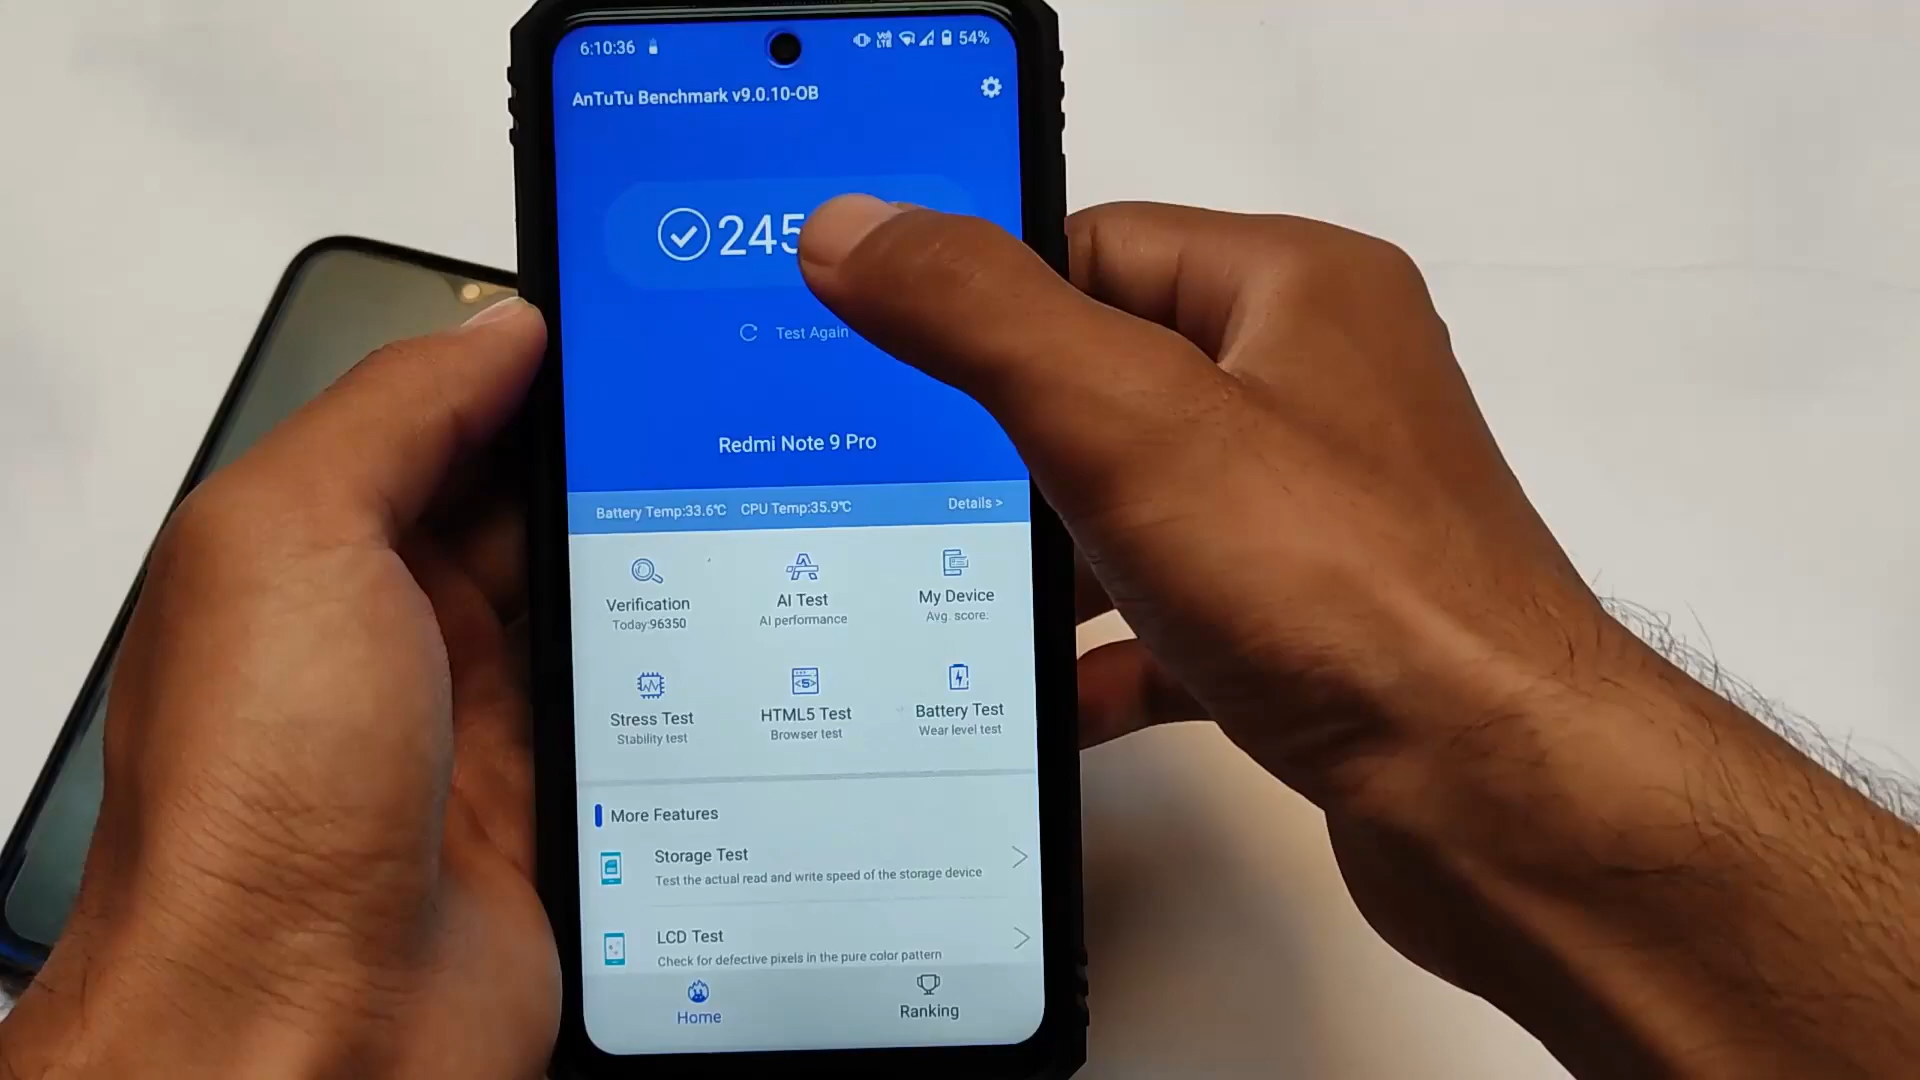 6:10:36 54%
AnTuTu Benchmark v9.0.10-OB
245
Test Again
Redmi Note 9 Pro
Battery Temp:33.6℃ CPU Temp:35.9℃ Details >
Verification AI Test My Device
Today:96350 AI performance Avg. score:
Stress Test HTML5 Test Battery Test
Stability test Browser test Wear level test
More Features
Storage Test
Test the actual read and write speed of the storage device
LCD Test
Check for defective pixels in the pure color pattern
Home Ranking